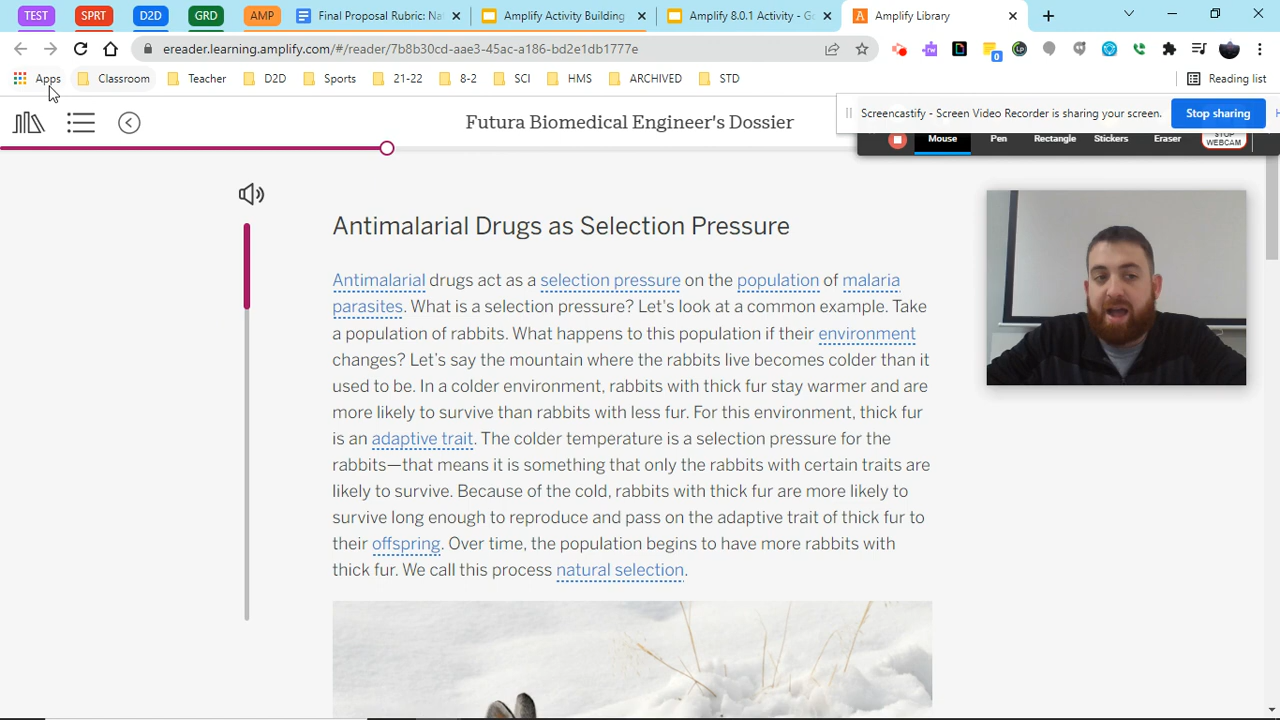 TEST SPRT D2D GRD AMP Final Proposal Rubric: Na Amplify Activity Building Amplify 8.0.1 Activity - Go Amplify Library
ereader.learning.amplify.com/#/reader/7b8b50cd-aae3-45ac-a186-bd2e1db1777e
Apps Classroom Teacher D2D Sports 21-22 8-2 SCI HMS ARCHIVED STD Reading list
Screencastify - Screen Video Recorder is sharing your screen. Stop sharing H
Futura Biomedical Engineer's Dossier
Mouse Pen Rectangle Stickers Eraser STOP WEBCAM
Antimalarial Drugs as Selection Pressure
Antimalarial drugs act as a selection pressure on the population of malaria
parasites. What is a selection pressure? Let's look at a common example. Take
a population of rabbits. What happens to this population if their environment
changes? Let's say the mountain where the rabbits live becomes colder than it
used to be. In a colder environment, rabbits with thick fur stay warmer and are
more likely to survive than rabbits with less fur. For this environment, thick fur
is an adaptive trait. The colder temperature is a selection pressure for the
rabbits—that means it is something that only the rabbits with certain traits are
likely to survive. Because of the cold, rabbits with thick fur are more likely to
survive long enough to reproduce and pass on the adaptive trait of thick fur to
their offspring. Over time, the population begins to have more rabbits with
thick fur. We call this process natural selection.